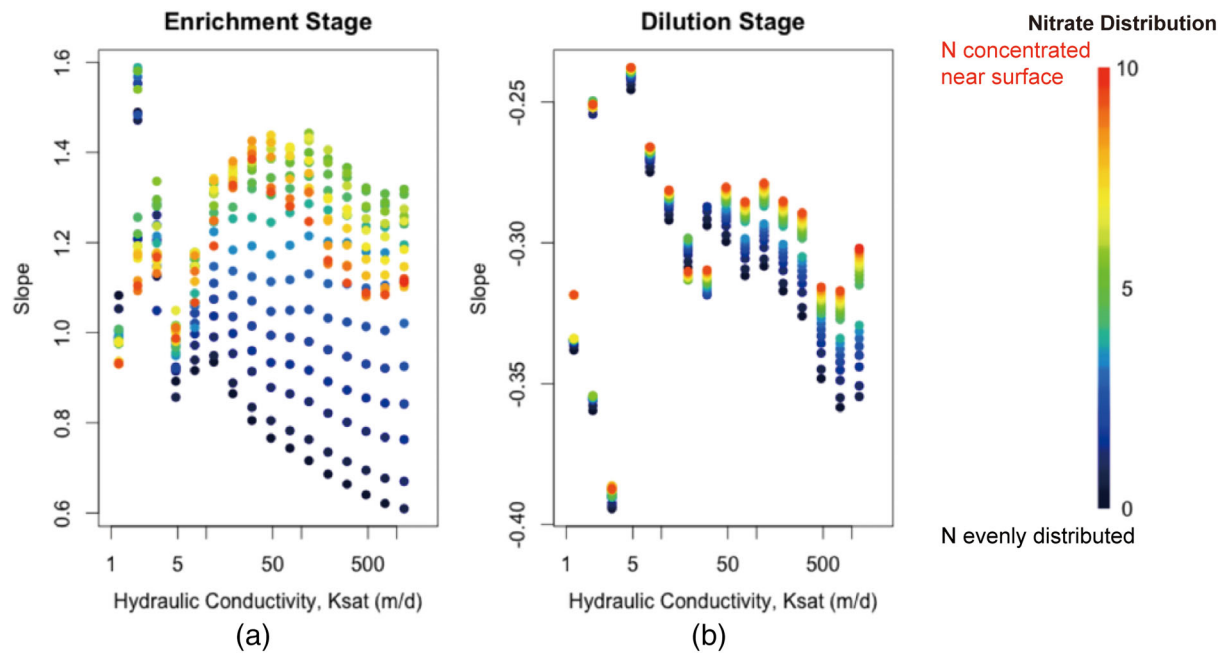 Enrichment Stage
1.6
1.4
1.2
1.0
0.8
0.6
Slope
1
5
50
500
Hydraulic Conductivity, Ksat (m/d)
(a)
Dilution Stage
-0.25
-0.30
-0.35
-0.40
Slope
1
5
50
500
Hydraulic Conductivity, Ksat (m/d)
(b)
Nitrate Distribution
N concentrated
near surface
10
5
0
N evenly distributed